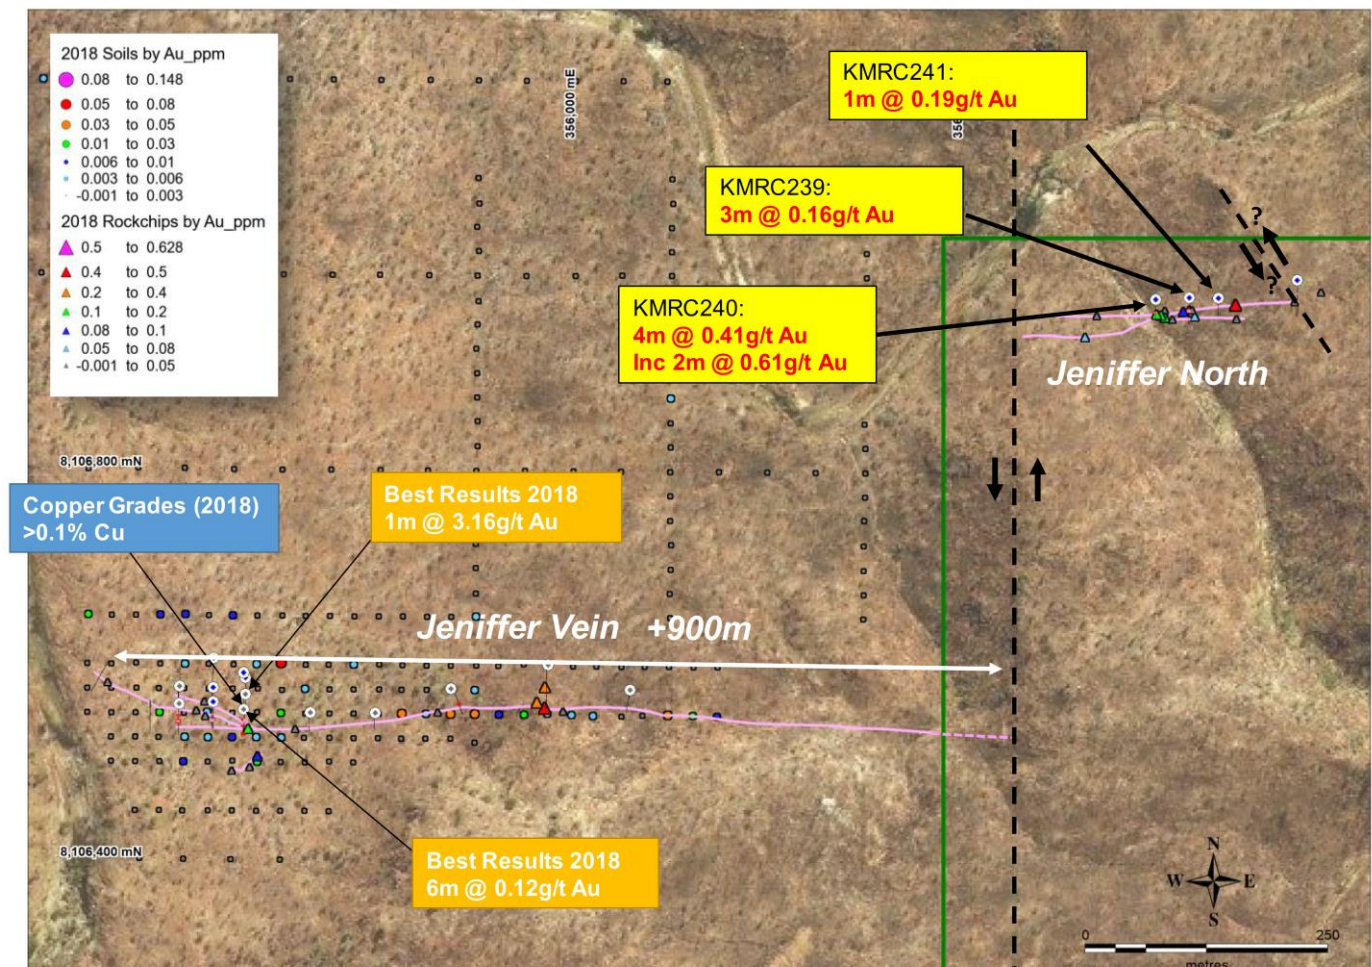 2018 Soils by Au_ppm
0.08 to 0.148
0.05 to 0.08
0.03 to 0.05
0.01 to 0.03
0.006 to 0.01
0.003 to 0.006
-0.001 to 0.003
2018 Rockchips by Au_ppm
0.5 to 0.628
0.4 to 0.5
0.2 to 0.4
0.1 to 0.2
0.08 to 0.1
0.05 to 0.08
-0.001 to 0.05
356,000 mE
356
KMRC241:
1m @ 0.19g/t Au
KMRC239:
3m @ 0.16g/t Au
KMRC240:
4m @ 0.41g/t Au
Inc 2m @ 0.61g/t Au
?
?
Jeniffer North
8,106,800 mN
Copper Grades (2018)
>0.1% Cu
Best Results 2018
1m @ 3.16g/t Au
Jeniffer Vein +900m
8,106,400 mN
Best Results 2018
6m @ 0.12g/t Au
N
W E
S
0 250
metres